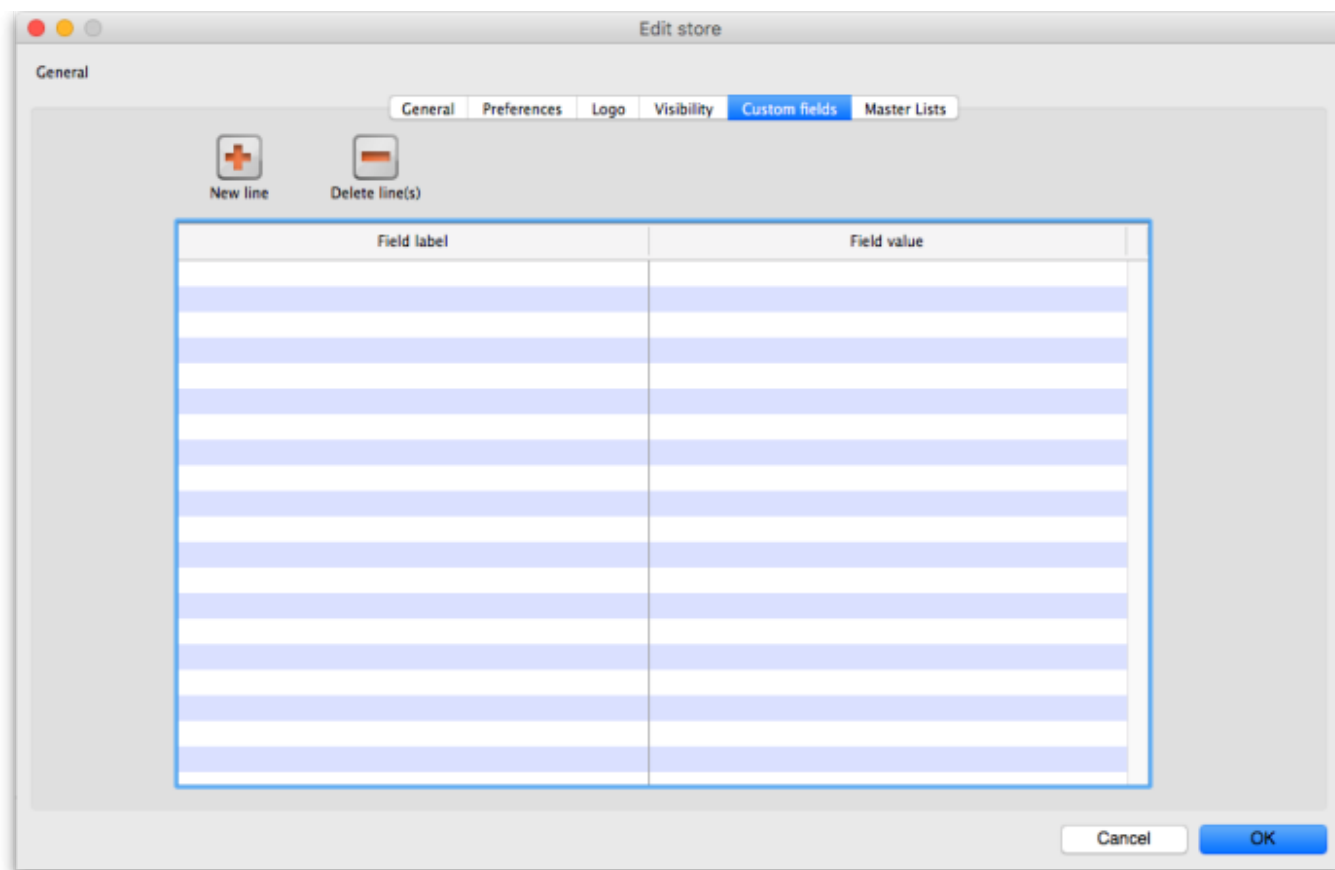 Edit store
General
General Preferences Logo Visibility Custom fields Master Lists
New line Delete line(s)
Field label Field value
Cancel OK